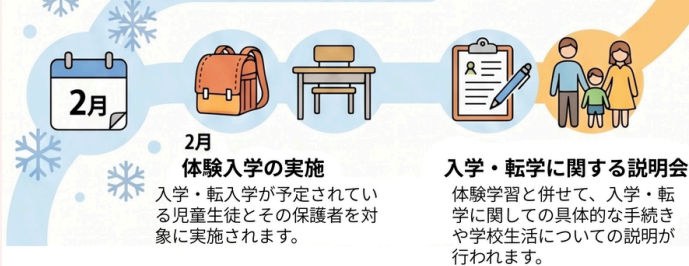 2月
2月
体験入学の実施
入学・転入学が予定されてい
る児童生徒とその保護者を対
象に実施されます。
入学・転学に関する説明会
体験学習と併せて、入学・転
学に関しての具体的な手続き
や学校生活についての説明が
行われます。